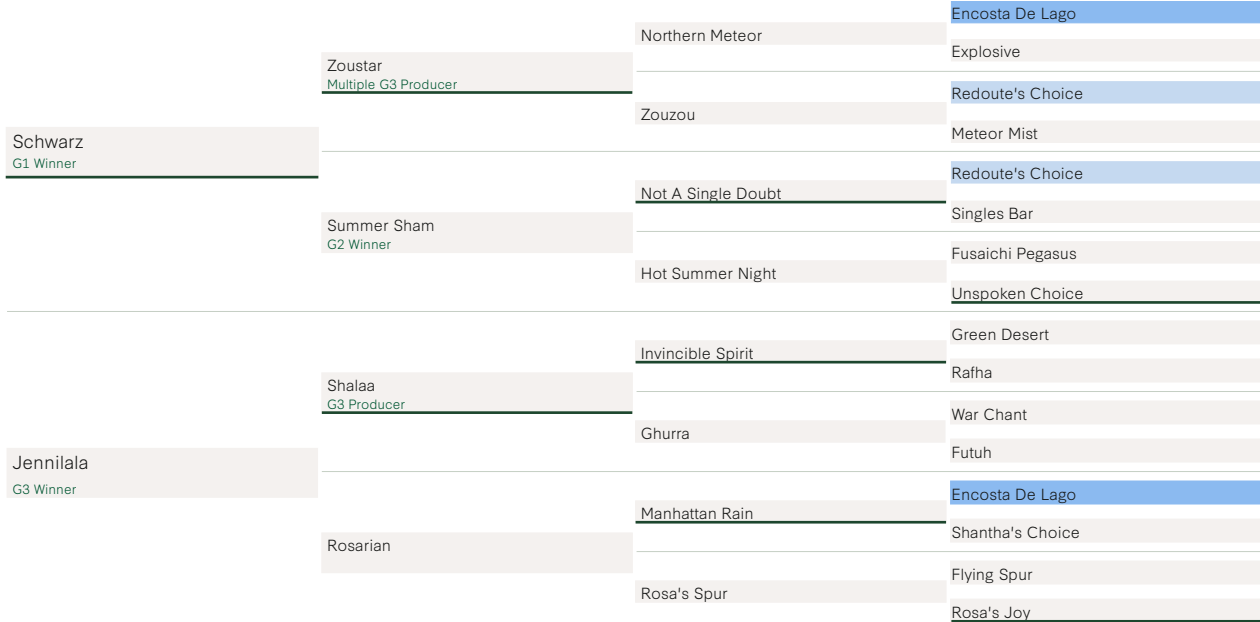 Schwarz
G1 Winner
Jennilala
G3 Winner
Zoustar
Multiple G3 Producer
Summer Sham
G2 Winner
Shalaa
G3 Producer
Rosarian
Northern Meteor
Zouzou
Not A Single Doubt
Hot Summer Night
Invincible Spirit
Ghurra
Manhattan Rain
Rosa's Spur
Encosta De Lago
Explosive
Redoute's Choice
Meteor Mist
Redoute's Choice
Singles Bar
Fusaichi Pegasus
Unspoken Choice
Green Desert
Rafha
War Chant
Futuh
Encosta De Lago
Shantha's Choice
Flying Spur
Rosa's Joy